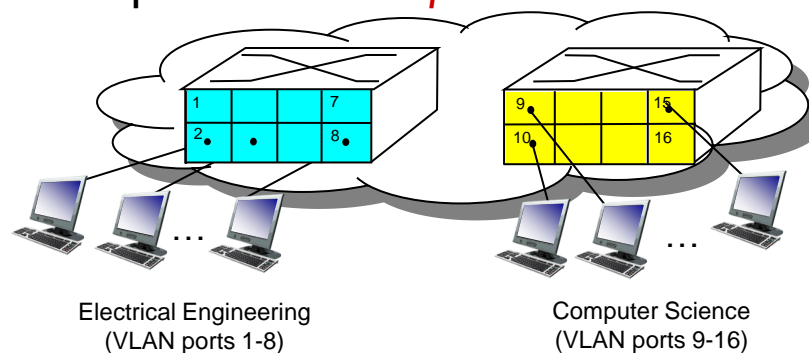 1 7
2 8
9 15
10 16
...
...
Electrical Engineering
(VLAN ports 1-8)
Computer Science
(VLAN ports 9-16)